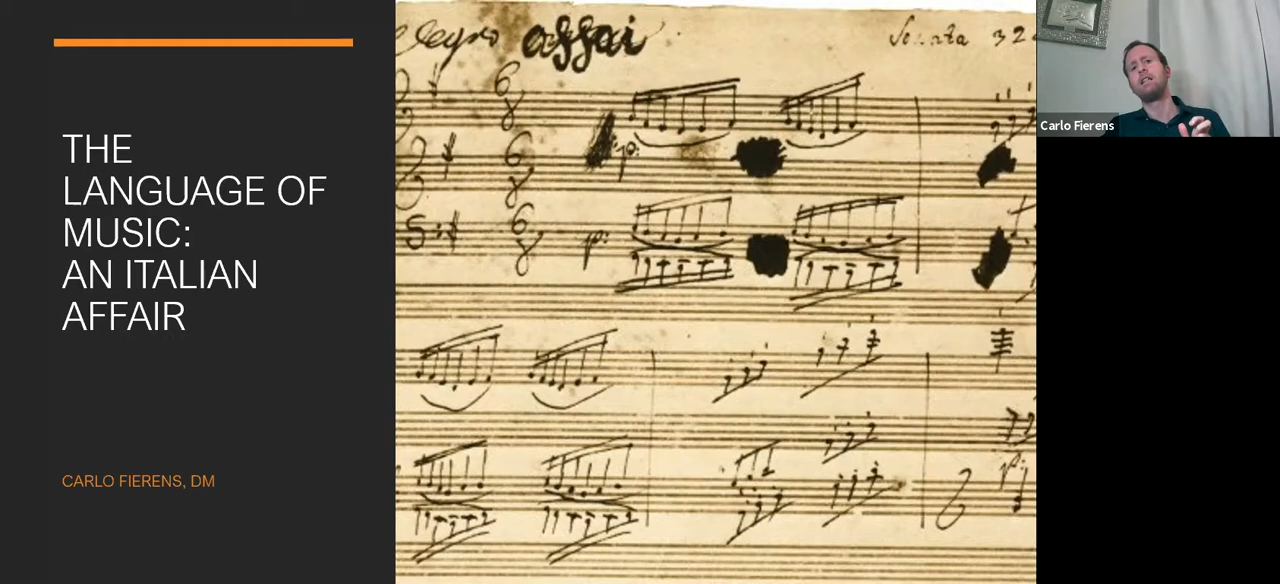 THE
LANGUAGE OF
MUSIC:
AN ITALIAN
AFFAIR
CARLO FIERENS, DM
assai
Sonata 32
p:
p:
Carlo Fierens